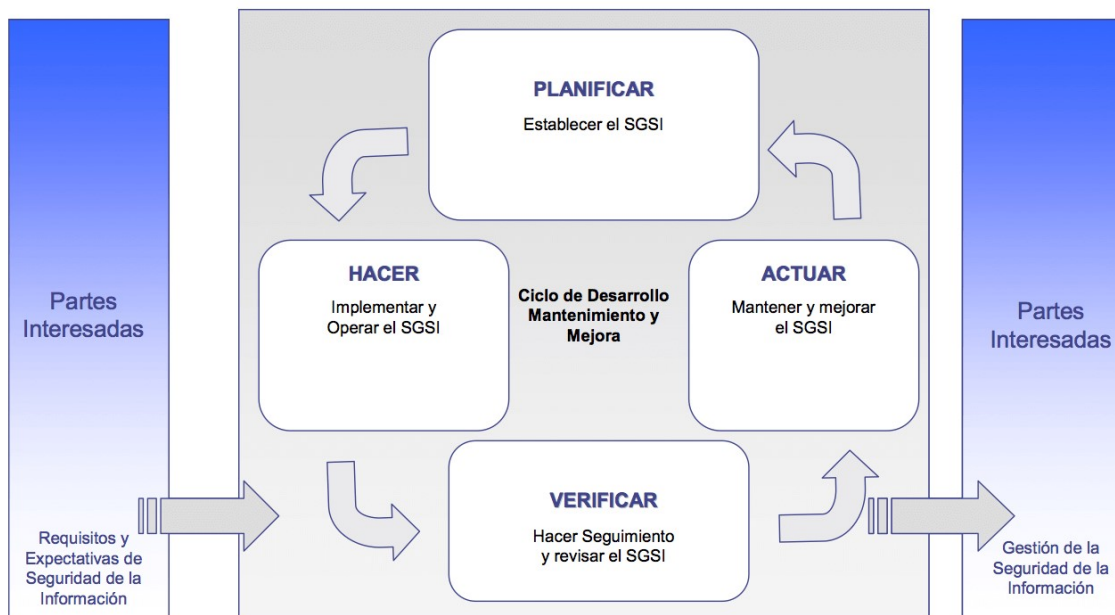 PLANIFICAR
Establecer el SGSI
HACER
Implementar y
Operar el SGSI
Ciclo de Desarrollo
Mantenimiento y
Mejora
ACTUAR
Mantener y mejorar
el SGSI
VERIFICAR
Hacer Seguimiento
y revisar el SGSI
Partes
Interesadas
Requisitos y
Expectativas de
Seguridad de la
Información
Partes
Interesadas
Gestión de la
Seguridad de la
Información